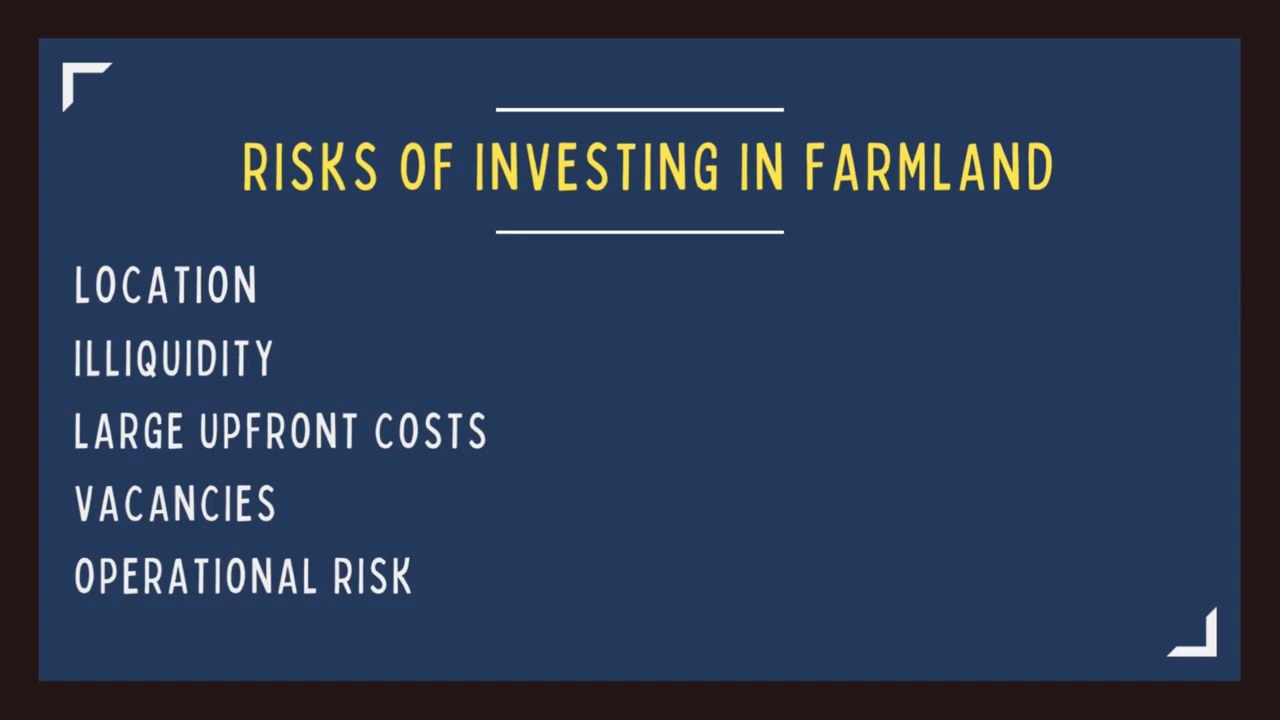 RISKS OF INVESTING IN FARMLAND
LOCATION
ILLIQUIDITY
LARGE UPFRONT COSTS
VACANCIES
OPERATIONAL RISK